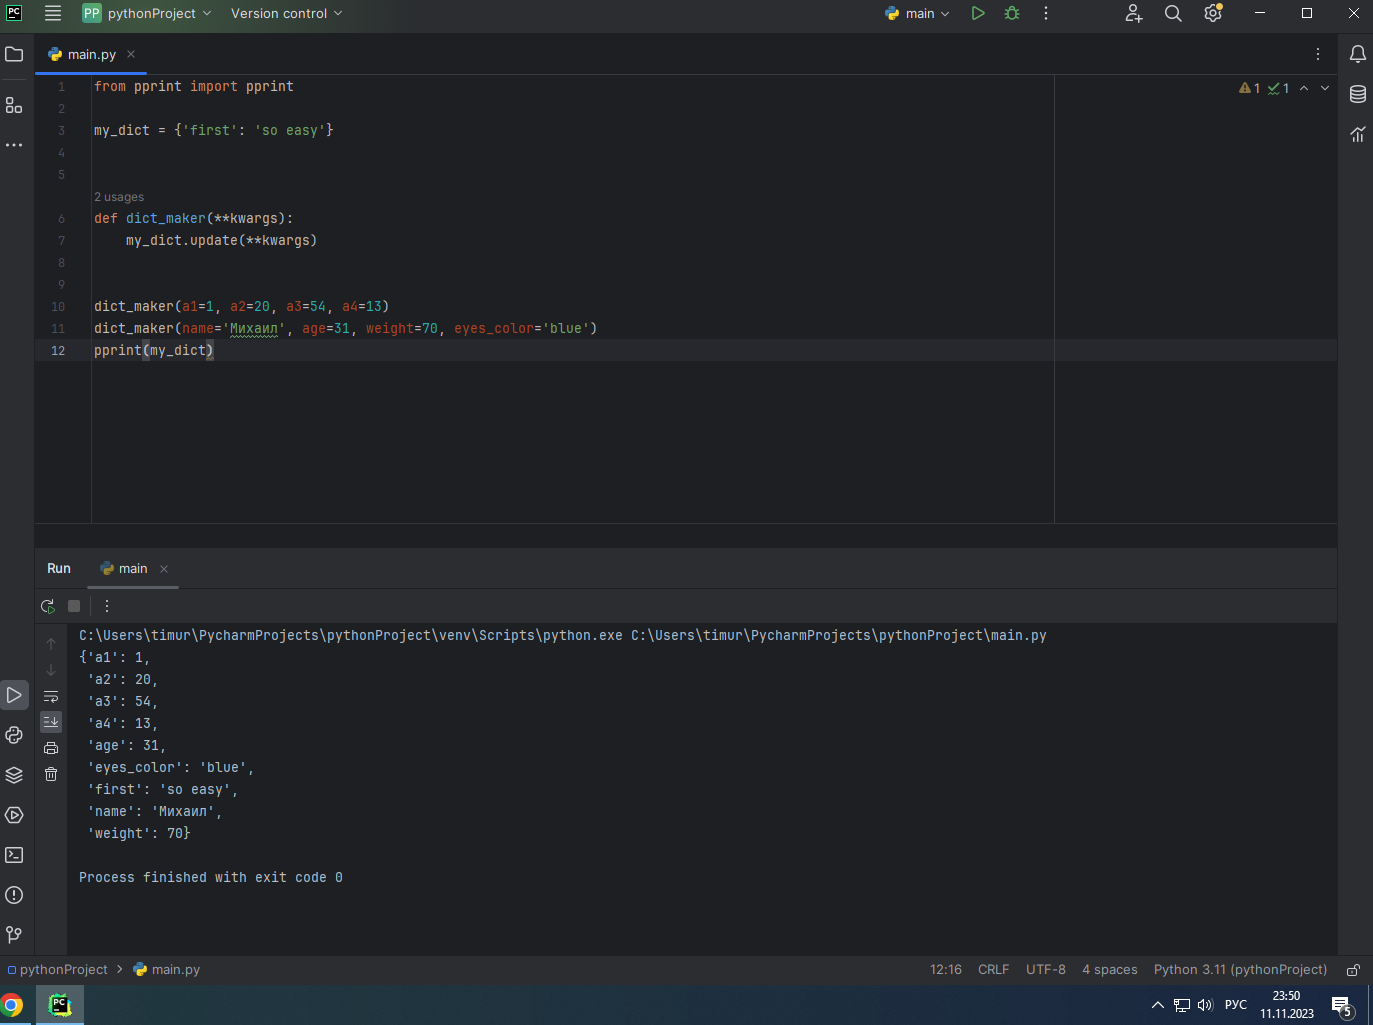 PC PP pythonProject Version control main
main.py
1 from pprint import pprint 1 1
2
3 my_dict = {'first': 'so easy'}
4
5
2 usages
6 def dict_maker(**kwargs):
7 my_dict.update(**kwargs)
8
9
10 dict_maker(a1=1, a2=20, a3=54, a4=13)
11 dict_maker(name='Михаил', age=31, weight=70, eyes_color='blue')
12 pprint(my_dict)
Run main
C:\Users\timur\PycharmProjects\pythonProject\venv\Scripts\python.exe C:\Users\timur\PycharmProjects\pythonProject\main.py
{'a1': 1,
'a2': 20,
'a3': 54,
'a4': 13,
'age': 31,
'eyes_color': 'blue',
'first': 'so easy',
'name': 'Михаил',
'weight': 70}
Process finished with exit code 0
pythonProject main.py 12:16 CRLF UTF-8 4 spaces Python 3.11 (pythonProject)
PC РУС 23:50
11.11.2023 5